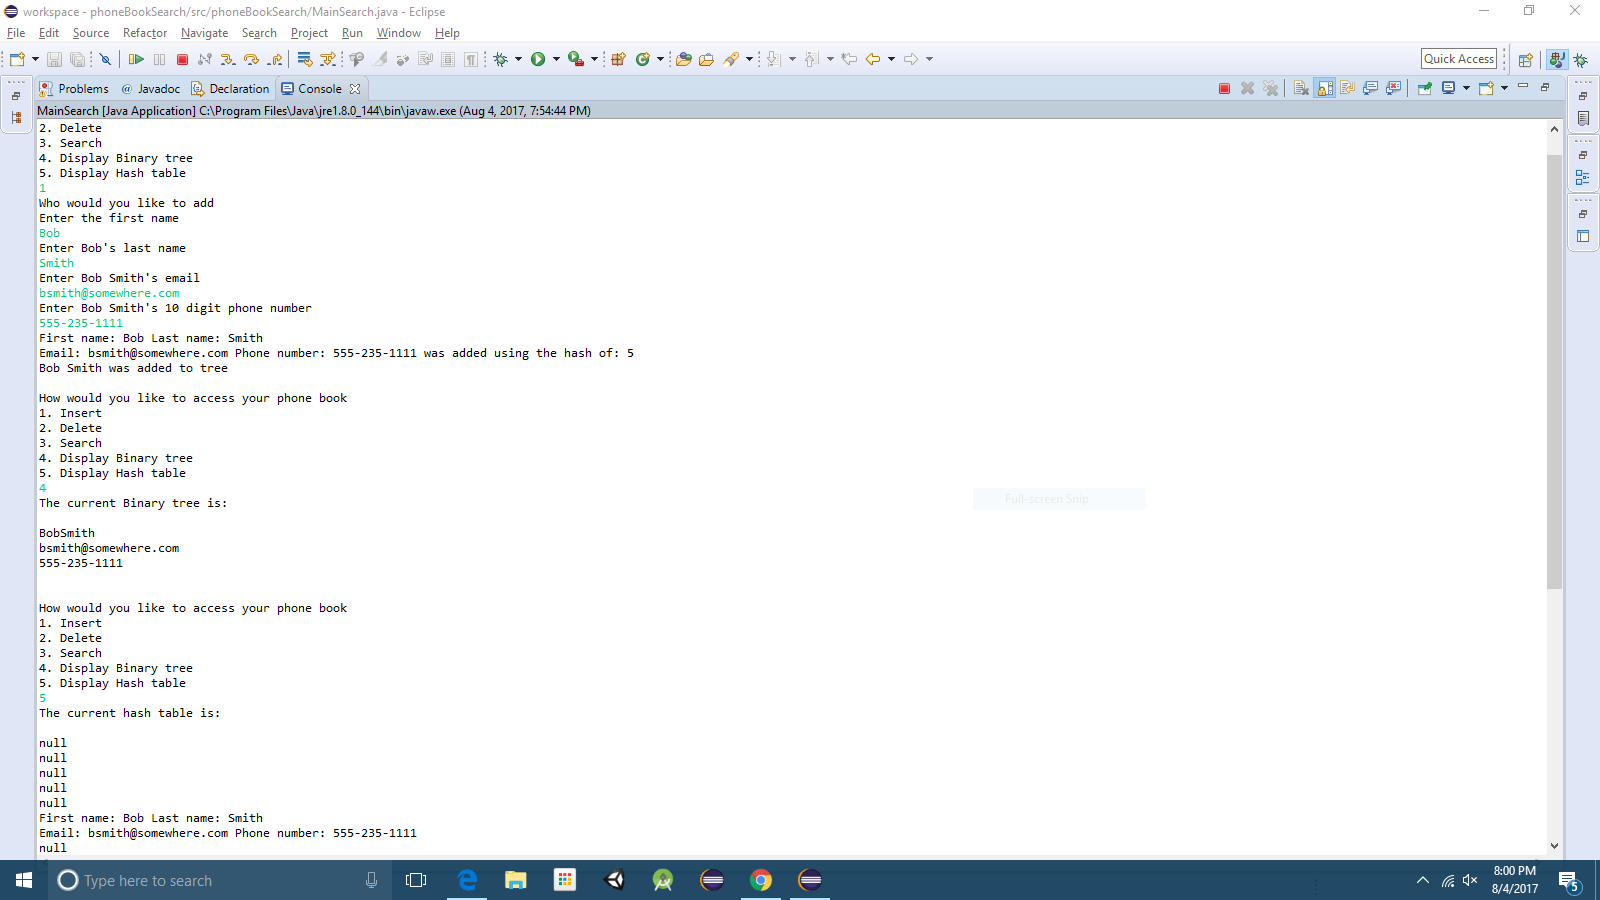 workspace - phoneBookSearch/src/phoneBookSearch/MainSearch.java - Eclipse
File Edit Source Refactor Navigate Search Project Run Window Help
Quick Access
Problems @ Javadoc Declaration Console
MainSearch [Java Application] C:\Program Files\Java\jre1.8.0_144\bin\javaw.exe (Aug 4, 2017, 7:54:44 PM)
2. Delete
3. Search
4. Display Binary tree
5. Display Hash table
1
Who would you like to add
Enter the first name
Bob
Enter Bob's last name
Smith
Enter Bob Smith's email
bsmith@somewhere.com
Enter Bob Smith's 10 digit phone number
555-235-1111
First name: Bob Last name: Smith
Email: bsmith@somewhere.com Phone number: 555-235-1111 was added using the hash of: 5
Bob Smith was added to tree
How would you like to access your phone book
1. Insert
2. Delete
3. Search
4. Display Binary tree
5. Display Hash table
4
The current Binary tree is:
Full-screen Snip
BobSmith
bsmith@somewhere.com
555-235-1111
How would you like to access your phone book
1. Insert
2. Delete
3. Search
4. Display Binary tree
5. Display Hash table
5
The current hash table is:
null
null
null
null
null
First name: Bob Last name: Smith
Email: bsmith@somewhere.com Phone number: 555-235-1111
null
Type here to search
8:00 PM
8/4/2017
5